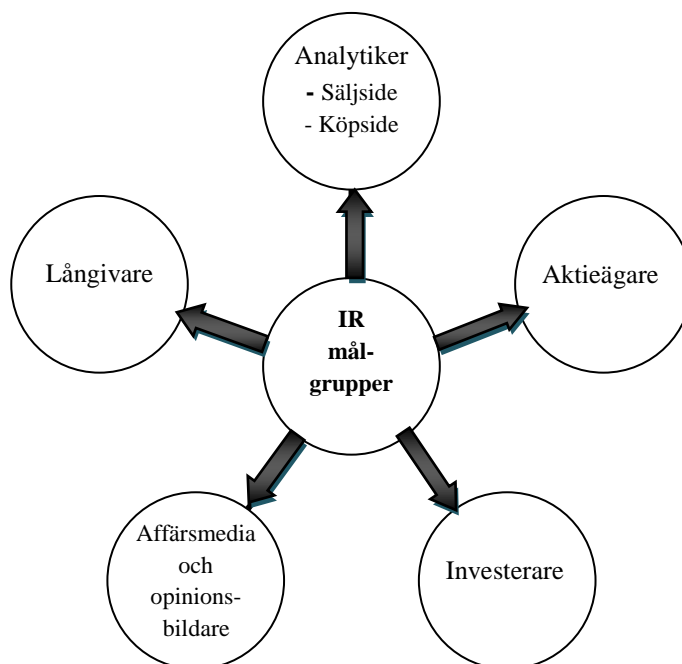 Analytiker
- Säljside
- Köpside
Långivare
Aktieägare
IR
mål-
grupper
Affärsmedia
och
opinions-
bildare
Investerare